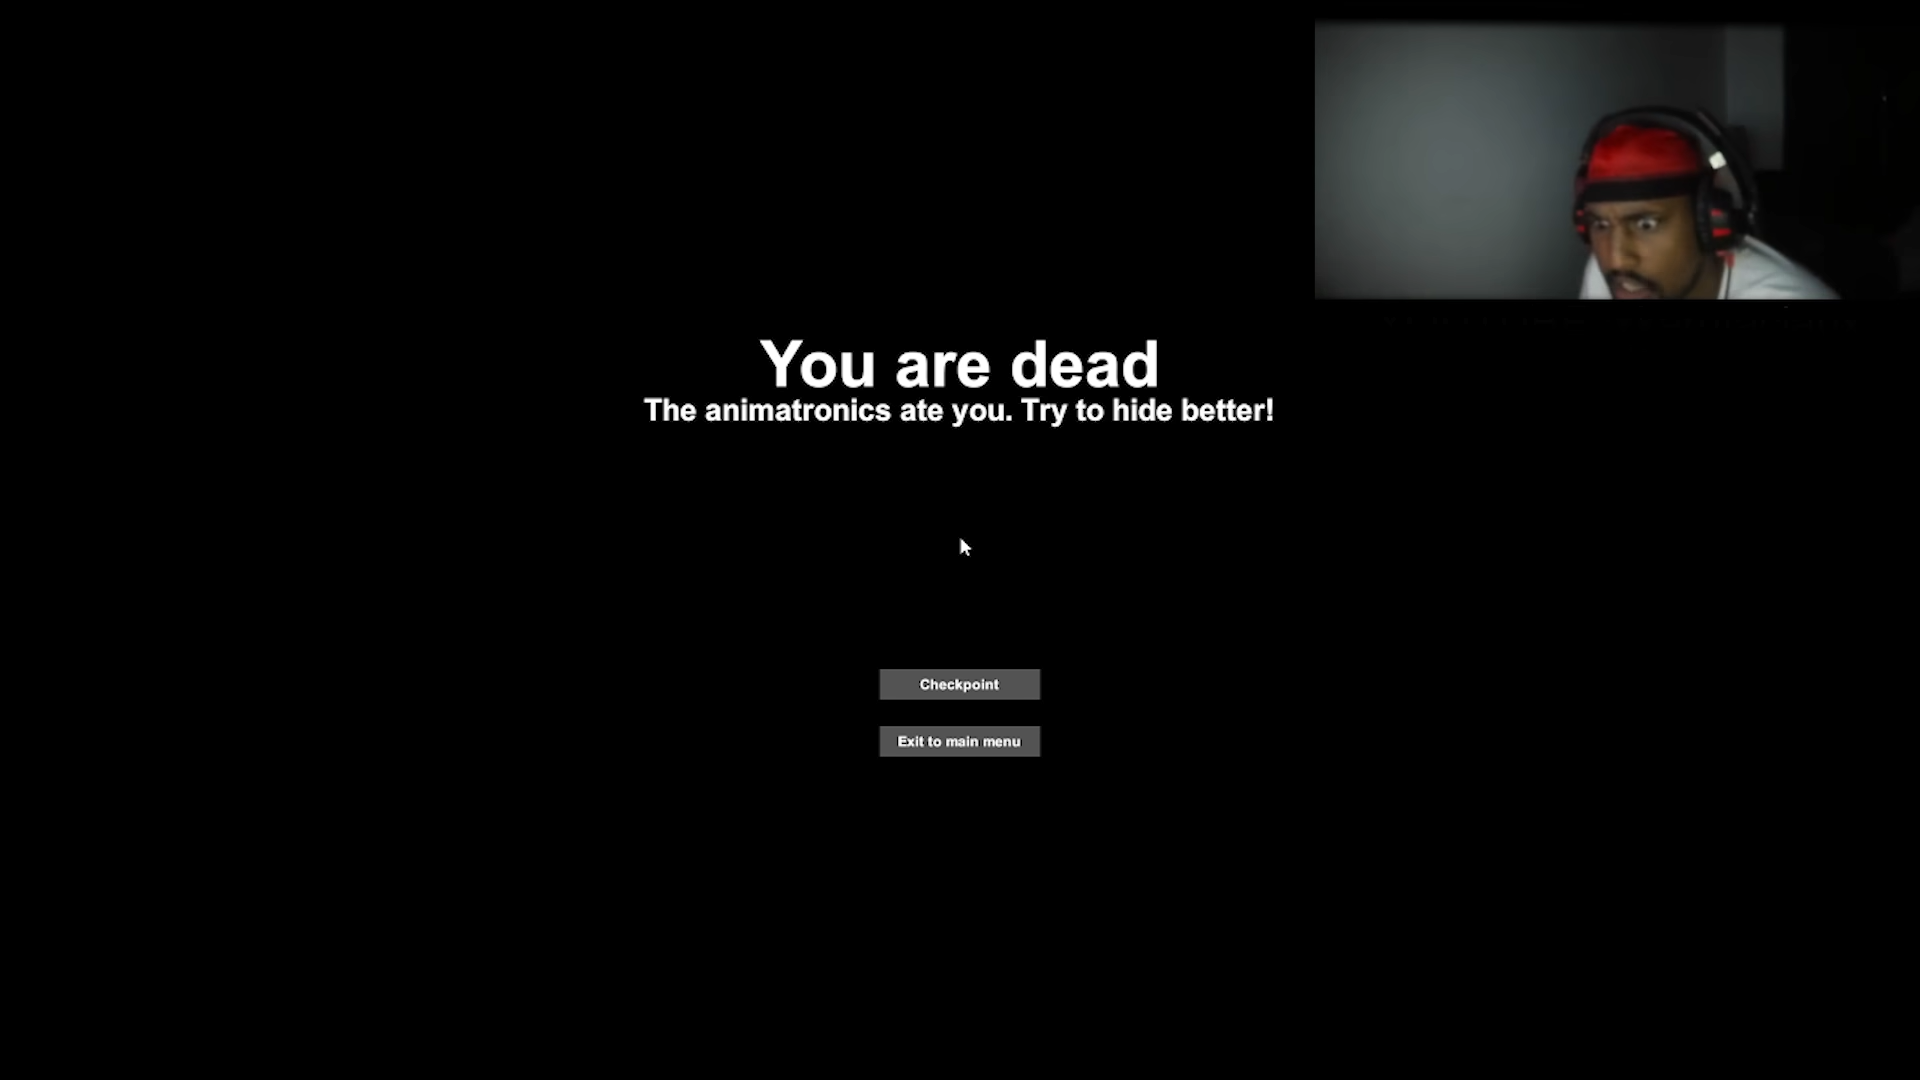 You are dead
The animatronics ate you. Try to hide better!
Checkpoint
Exit to main menu